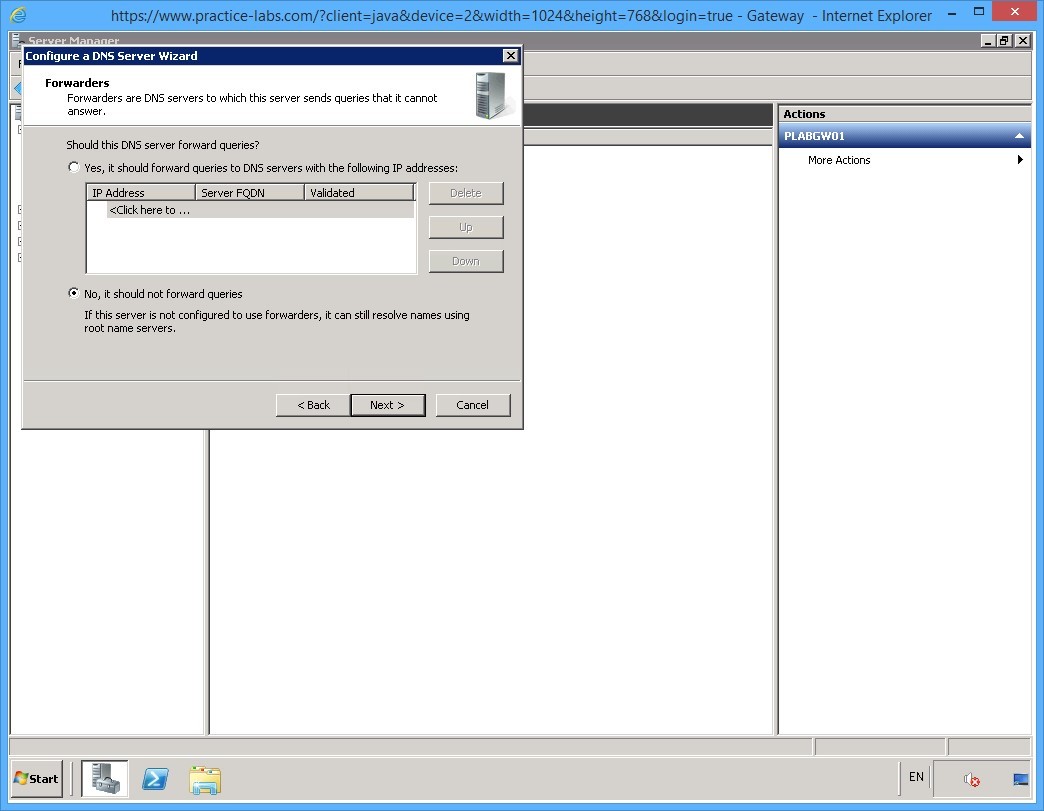 https://www.practice-labs.com/?client=java&device=2&width=1024&height=768&login=true - Gateway - Internet Explorer
Server Manager
Configure a DNS Server Wizard
Forwarders
Forwarders are DNS servers to which this server sends queries that it cannot
answer.
Should this DNS server forward queries?
Yes, it should forward queries to DNS servers with the following IP addresses:
IP Address Server FQDN Validated
<Click here to ...
Delete
Up
Down
No, it should not forward queries
If this server is not configured to use forwarders, it can still resolve names using
root name servers.
< Back Next > Cancel
Actions
PLABGW01
More Actions
Start
EN